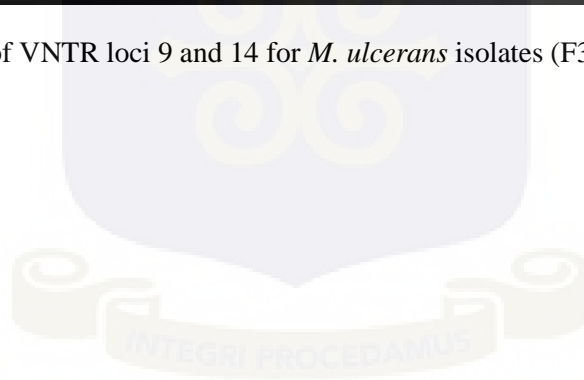 of VNTR loci 9 and 14 for M. ulcerans isolates (F3
INTEGRI PROCEDAMUS